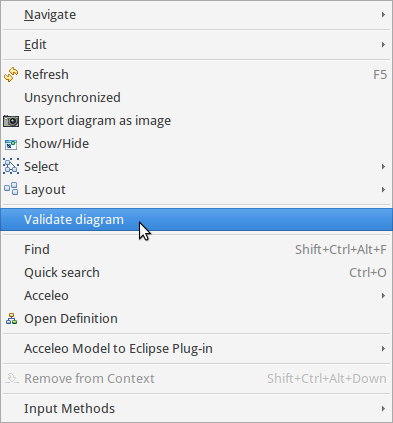 Navigate
Edit
Refresh F5
Unsynchronized
Export diagram as image
Show/Hide
Select
Layout
Validate diagram
Find Shift+Ctrl+Alt+F
Quick search Ctrl+O
Acceleo
Open Definition
Acceleo Model to Eclipse Plug-in
Remove from Context Shift+Ctrl+Alt+Down
Input Methods